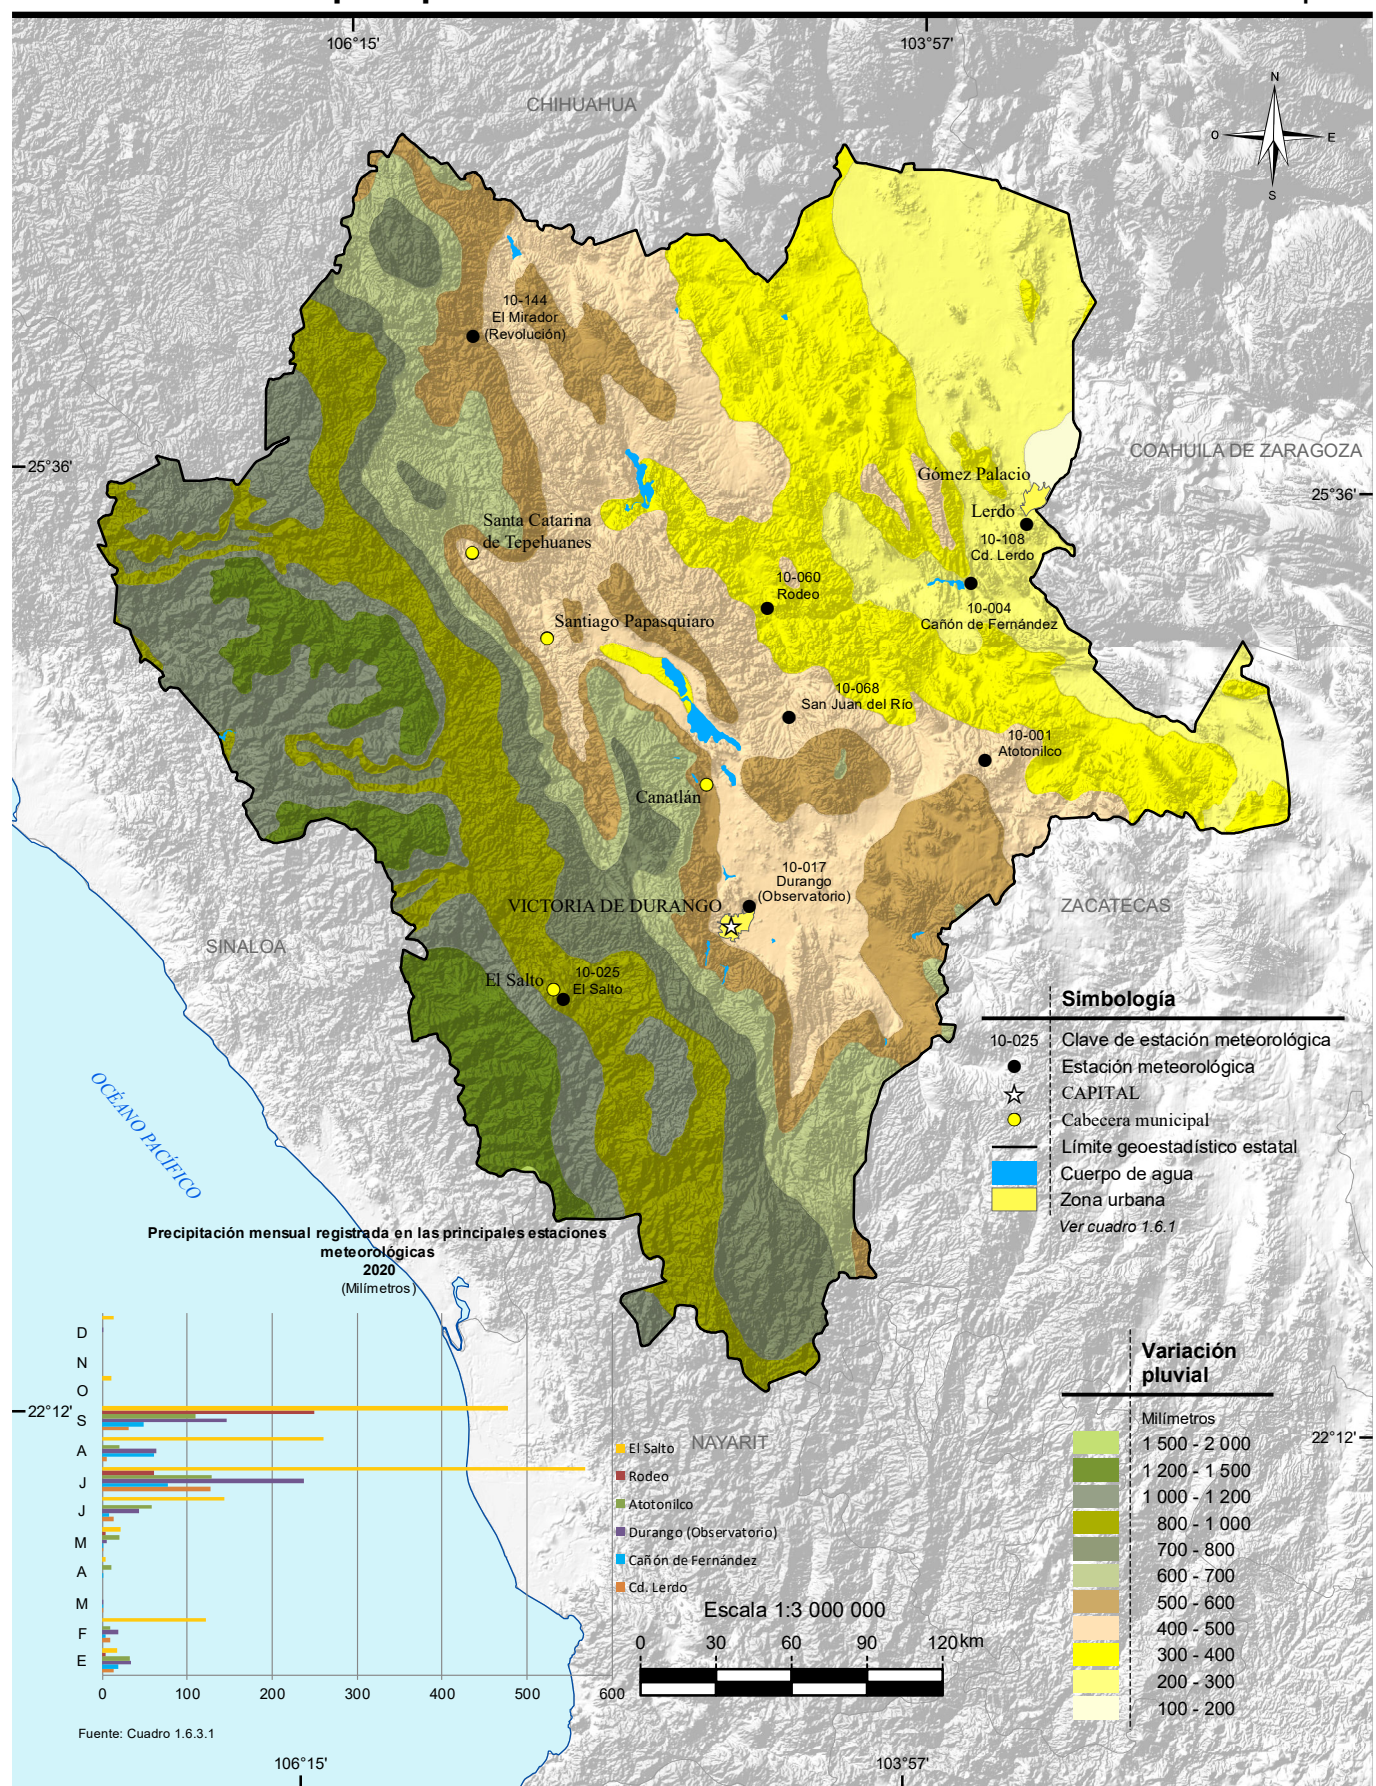 106°15'
103°57'
CHIHUAHUA
N
O
E
S
10-144
El Mirador
(Revolución)
25°36'
COAHUILA DE ZARAGOZA
Gómez Palacio
25°36'
Lerdo
Santa Catarina
de Tepehuanes
10-108
Cd. Lerdo
10-060
Rodeo
10-004
Cañón de Fernández
Santiago Papasquiaro
10-068
San Juan del Río
10-001
Atotonilco
Canatlán
10-017
Durango
(Observatorio)
VICTORIA DE DURANGO
ZACATECAS
SINALOA
El Salto
10-025
El Salto
OCÉANO PACÍFICO
Simbología
10-025 Clave de estación meteorológica
Estación meteorológica
CAPITAL
Cabecera municipal
Límite geoestadístico estatal
Cuerpo de agua
Zona urbana
Ver cuadro 1.6.1
Precipitación mensual registrada en las principales estaciones
meteorológicas
2020
(Milímetros)
D
N
O
S
A
J
J
M
A
M
F
E
0 100 200 300 400 500 600
Fuente: Cuadro 1.6.3.1
22°12'
22°12'
NAYARIT
El Salto
Rodeo
Atotonilco
Durango (Observatorio)
Cañón de Fernández
Cd. Lerdo
Escala 1:3 000 000
0 30 60 90 120 km
Variación
pluvial
Milímetros
1 500 - 2 000
1 200 - 1 500
1 000 - 1 200
800 - 1 000
700 - 800
600 - 700
500 - 600
400 - 500
300 - 400
200 - 300
100 - 200
106°15'
103°57'